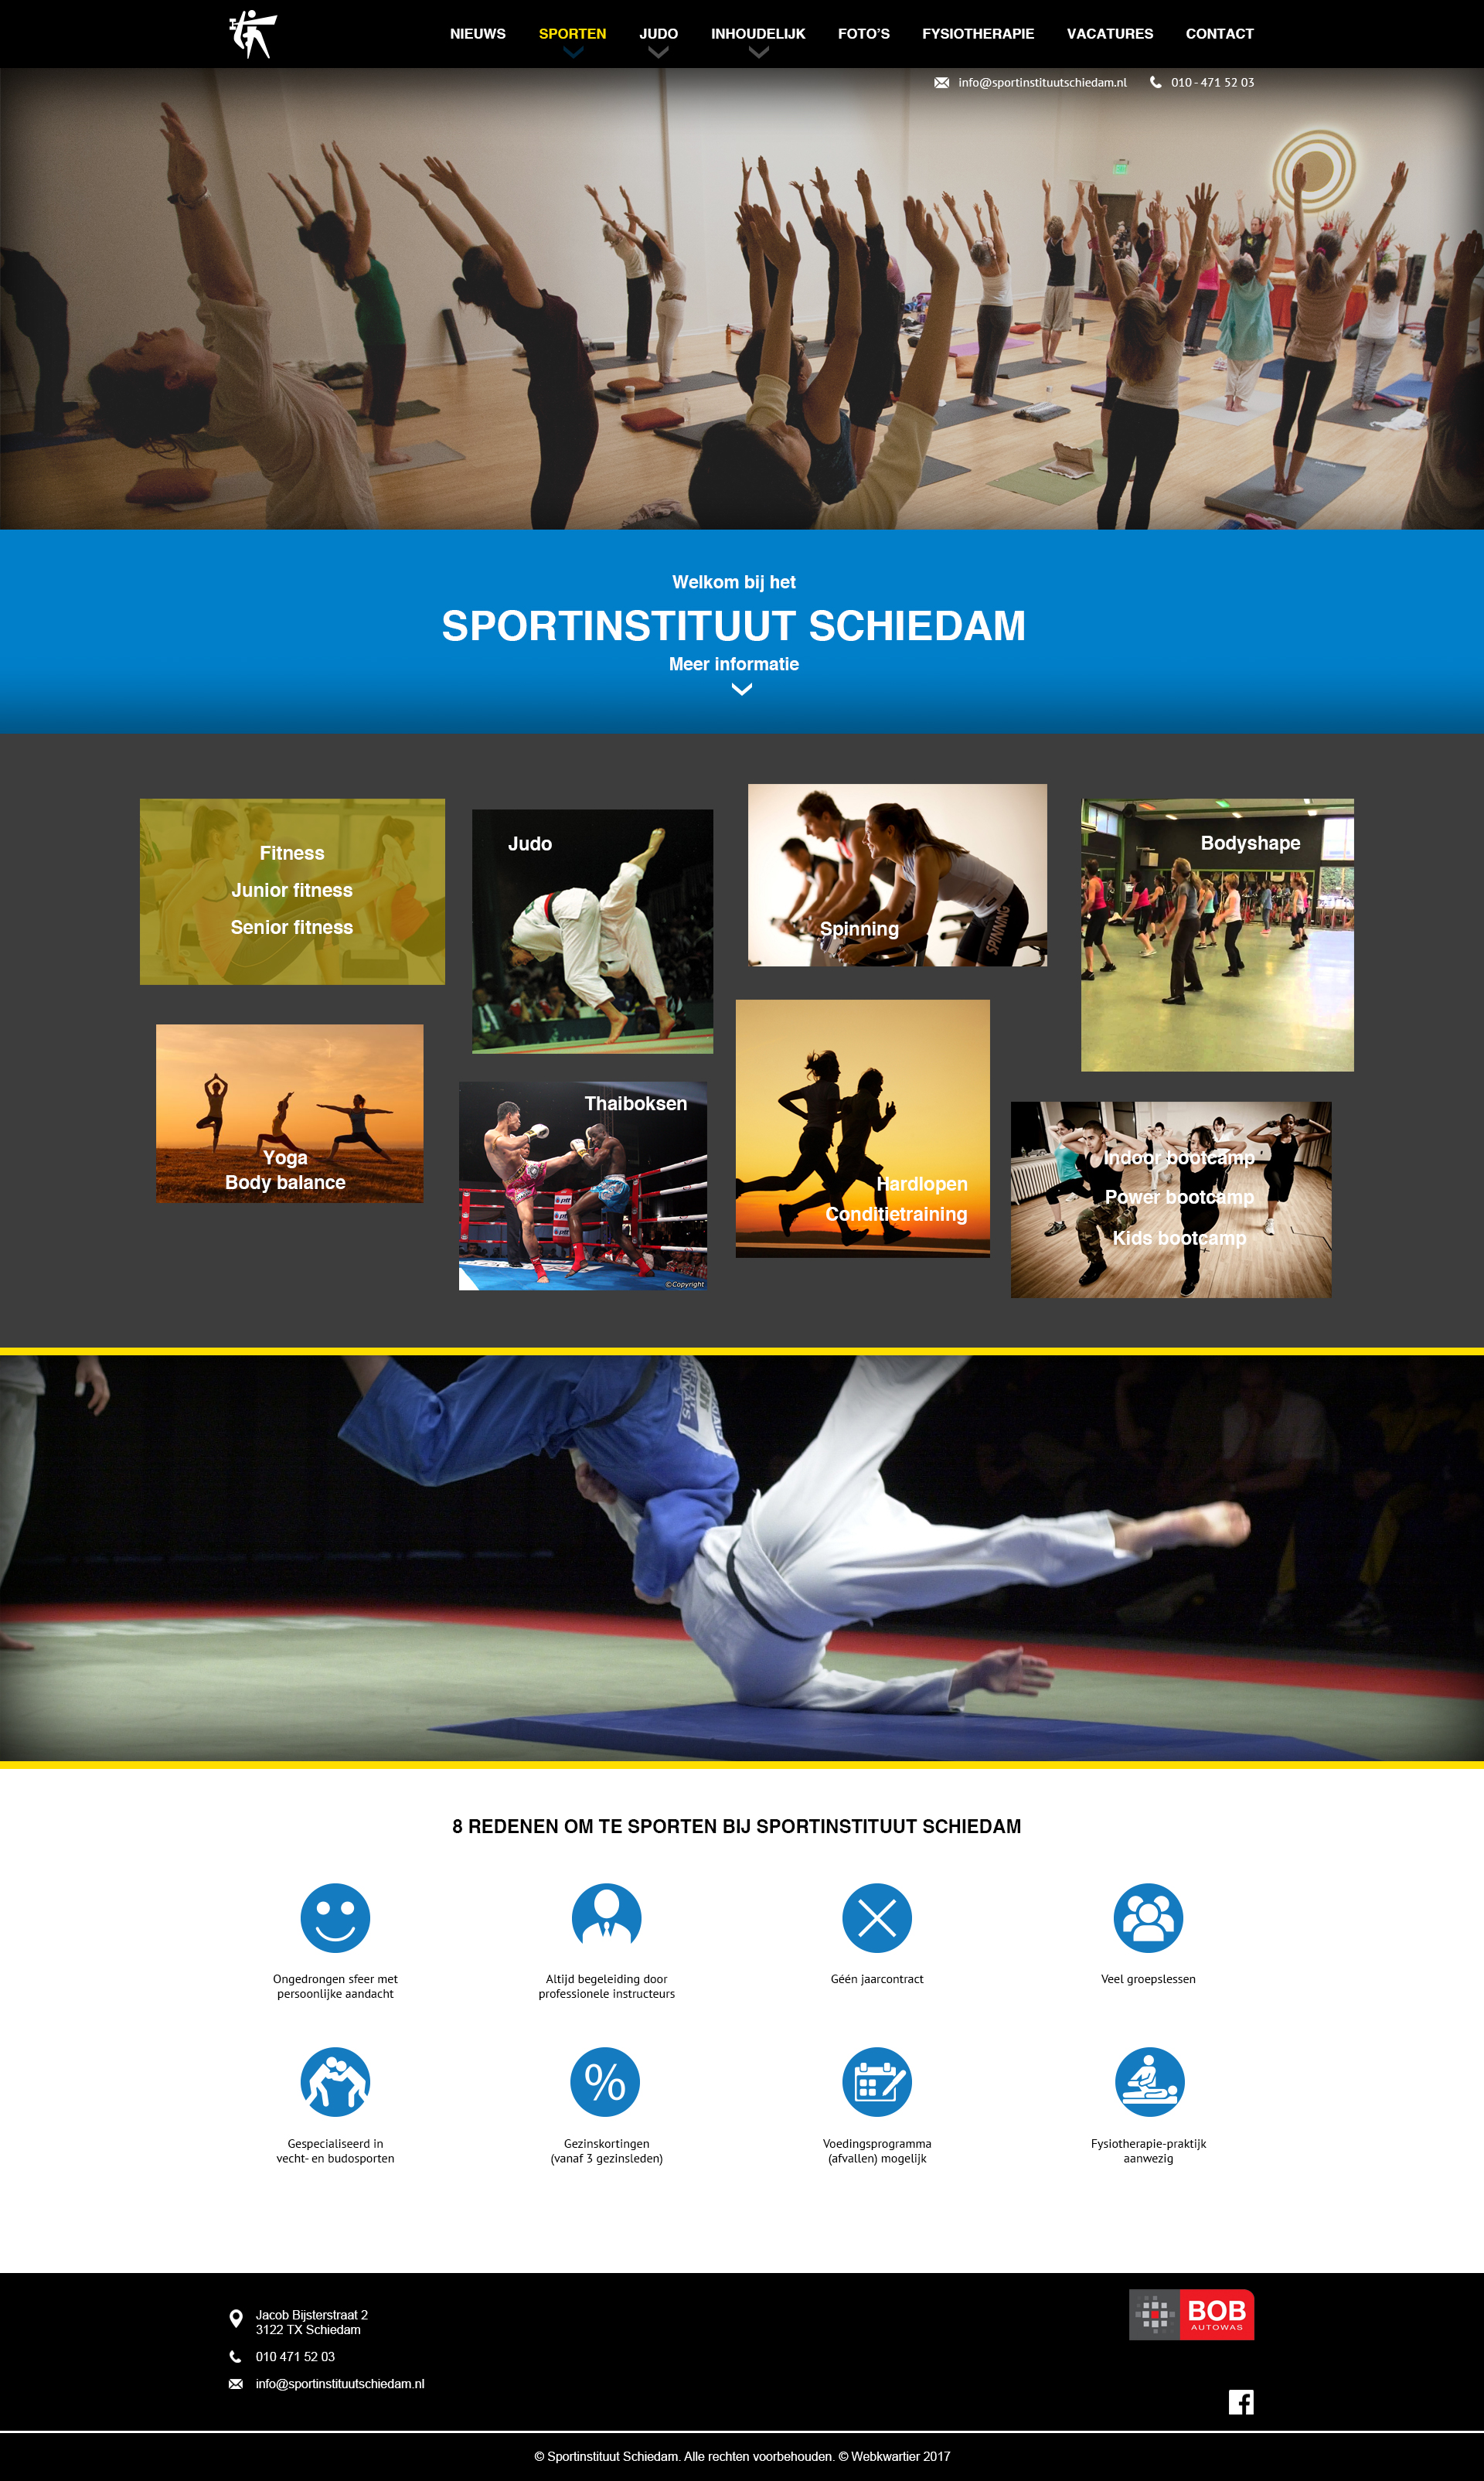 NIEUWS SPORTEN JUDO INHOUDELIJK FOTO'S FYSIOTHERAPIE VACATURES CONTACT
info@sportinstituutschiedam.nl 010 - 471 52 03
Welkom bij het
SPORTINSTITUUT SCHIEDAM
Meer informatie
Fitness
Junior fitness
Senior fitness
Judo
Spinning
SPINNING
Bodyshape
Yoga
Body balance
Thaiboksen
ptt
ptt
©Copyright
Hardlopen
Conditietraining
Indoor bootcamp
Power bootcamp
Kids bootcamp
8 REDENEN OM TE SPORTEN BIJ SPORTINSTITUUT SCHIEDAM
Ongedrongen sfeer met
persoonlijke aandacht
Altijd begeleiding door
professionele instructeurs
Géén jaarcontract
Veel groepslessen
%
Gespecialiseerd in
vecht- en budosporten
Gezinskortingen
(vanaf 3 gezinsleden)
Voedingsprogramma
(afvallen) mogelijk
Fysiotherapie-praktijk
aanwezig
Jacob Bijsterstraat 2
3122 TX Schiedam
010 471 52 03
info@sportinstituutschiedam.nl
BOB
AUTOWAS
© Sportinstituut Schiedam. Alle rechten voorbehouden. © Webkwartier 2017